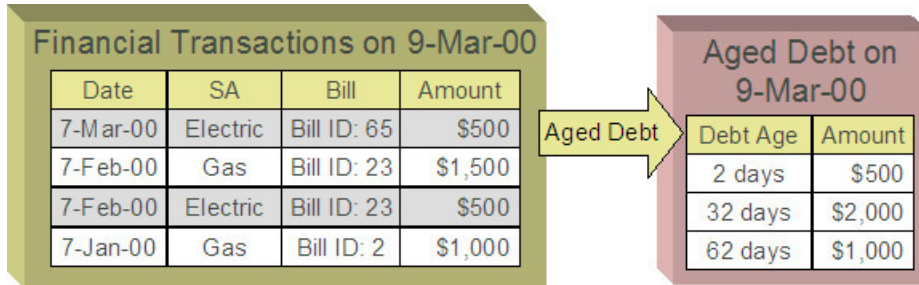 Financial Transactions on 9-Mar-00
Date SA Bill Amount
7-Mar-00 Electric Bill ID: 65 $500
7-Feb-00 Gas Bill ID: 23 $1,500
7-Feb-00 Electric Bill ID: 23 $500
7-Jan-00 Gas Bill ID: 2 $1,000
Aged Debt
Aged Debt on
9-Mar-00
Debt Age Amount
2 days $500
32 days $2,000
62 days $1,000